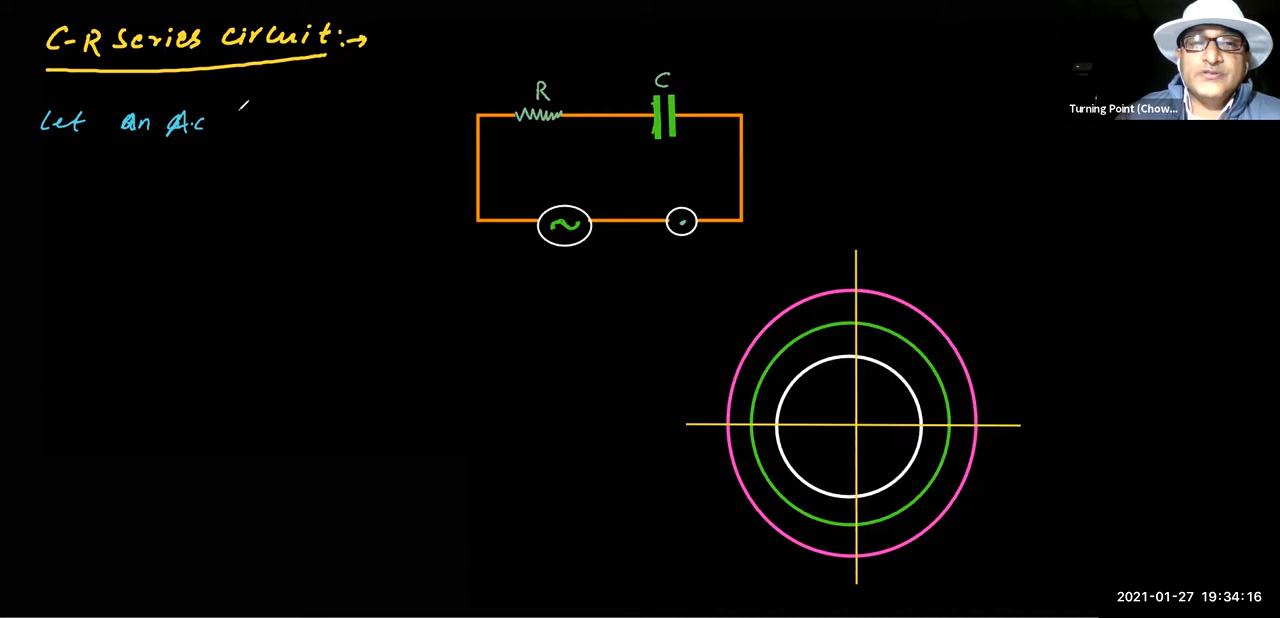 C-R Series Circuit:→
Let an A.c
R
C
Turning Point (Chow...
2021-01-27 19:34:16